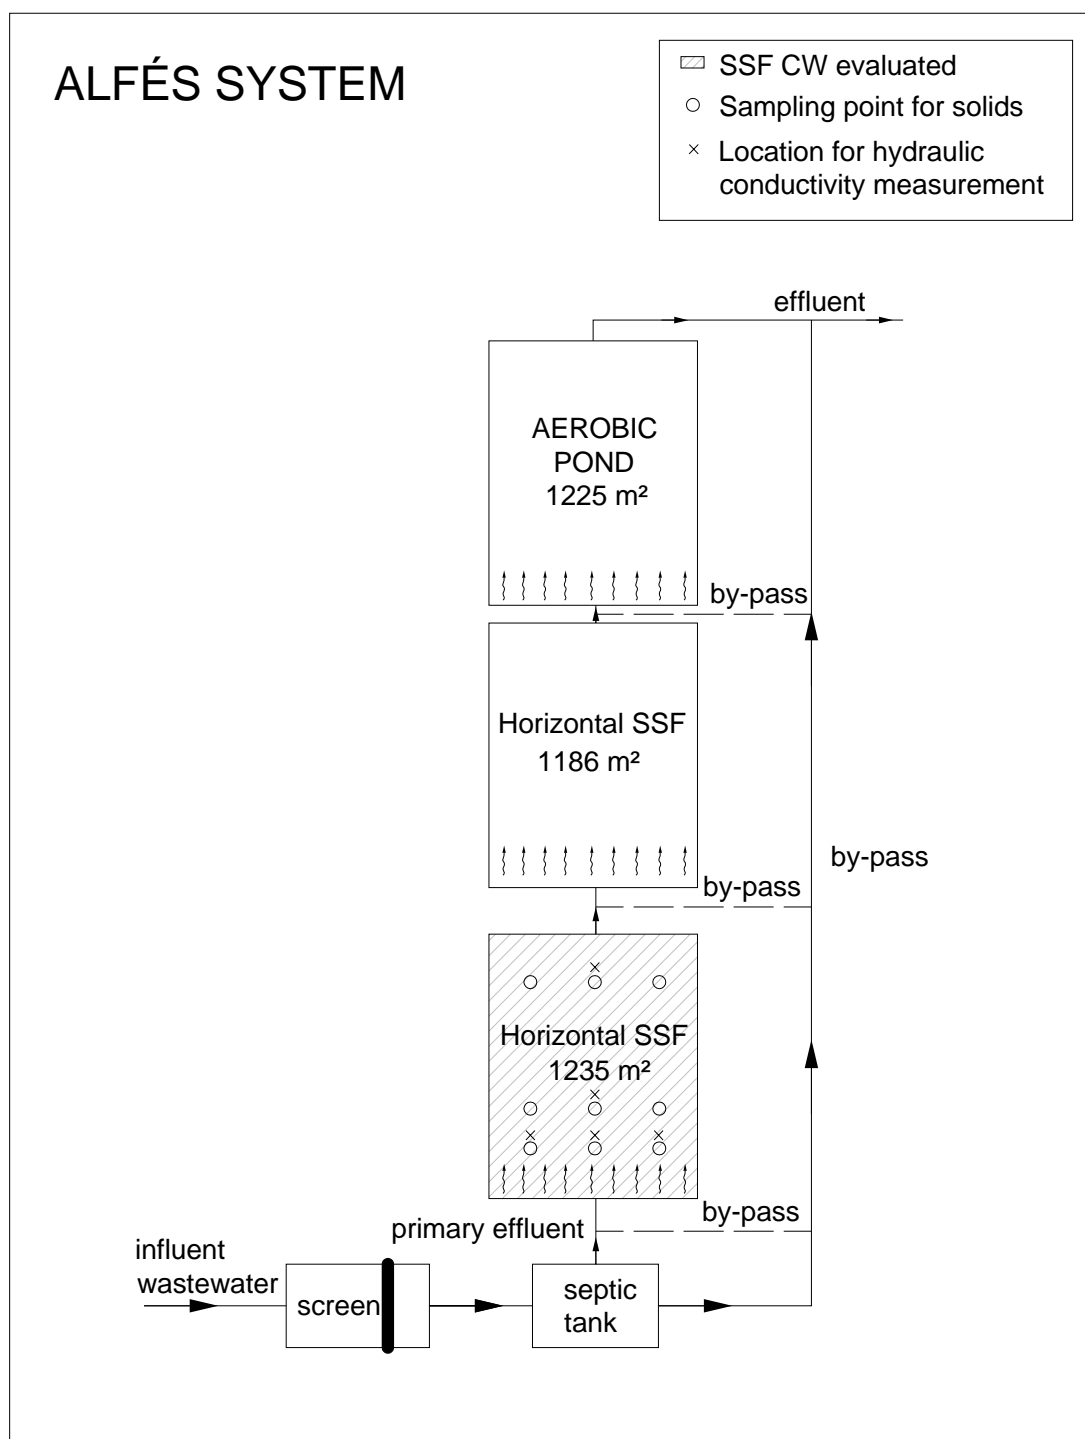 ALFÉS SYSTEM
SSF CW evaluated
Sampling point for solids
Location for hydraulic
conductivity measurement
effluent
AEROBIC
POND
1225 m²
by-pass
Horizontal SSF
1186 m²
by-pass
by-pass
Horizontal SSF
1235 m²
by-pass
primary effluent
influent
wastewater
screen
septic
tank